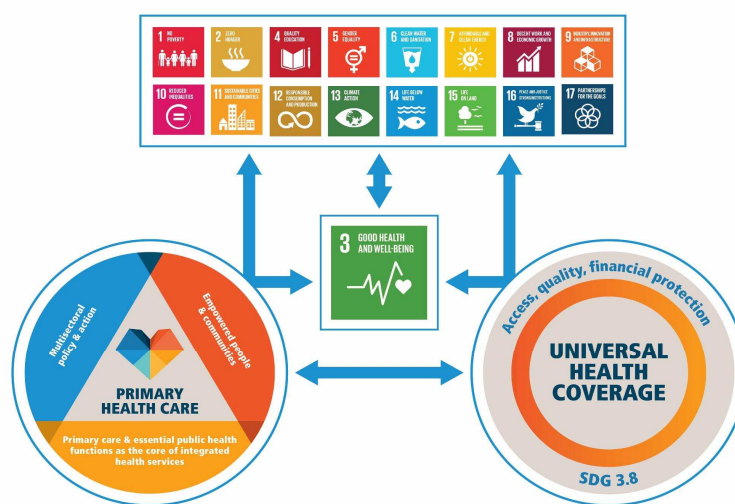 1 NO
POVERTY
2 ZERO
HUNGER
4 QUALITY
EDUCATION
5 GENDER
EQUALITY
6 CLEAN WATER
AND SANITATION
7 AFFORDABLE AND
CLEAN ENERGY
8 DECENT WORK AND
ECONOMIC GROWTH
9 INDUSTRY, INNOVATION
AND INFRASTRUCTURE
10 REDUCED
INEQUALITIES
11 SUSTAINABLE CITIES
AND COMMUNITIES
12 RESPONSIBLE
CONSUMPTION
AND PRODUCTION
13 CLIMATE
ACTION
14 LIFE BELOW
WATER
15 LIFE
ON LAND
16 PEACE AND JUSTICE
STRONG INSTITUTIONS
17 PARTNERSHIPS
FOR THE GOALS
3 GOOD HEALTH
AND WELL-BEING
Multisectoral
policy & action
Empowered people
& communities
PRIMARY
HEALTH CARE
Primary care & essential public health
functions as the core of integrated
health services
Access, quality, financial protection
UNIVERSAL
HEALTH
COVERAGE
SDG 3.8